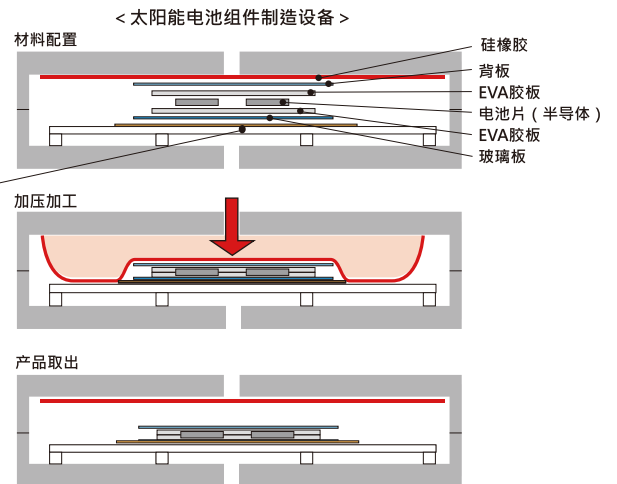 <太阳能电池组件制造设备>
材料配置
硅橡胶
背板
EVA胶板
电池片（半导体）
EVA胶板
玻璃板
加压加工
产品取出